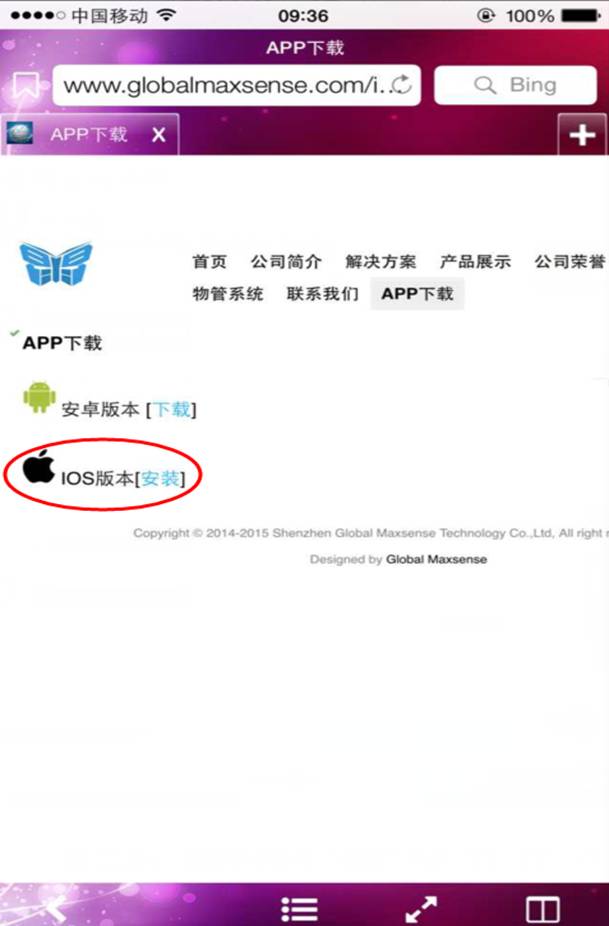 中国移动 09:36 100%
APP下载
www.globalmaxsense.com/i... Bing
APP下载 X
首页 公司简介 解决方案 产品展示 公司荣誉
物管系统 联系我们 APP下载
APP下载
安卓版本 [下载]
IOS版本[安装]
Copyright © 2014-2015 Shenzhen Global Maxsense Technology Co.,Ltd, All right r
Designed by Global Maxsense